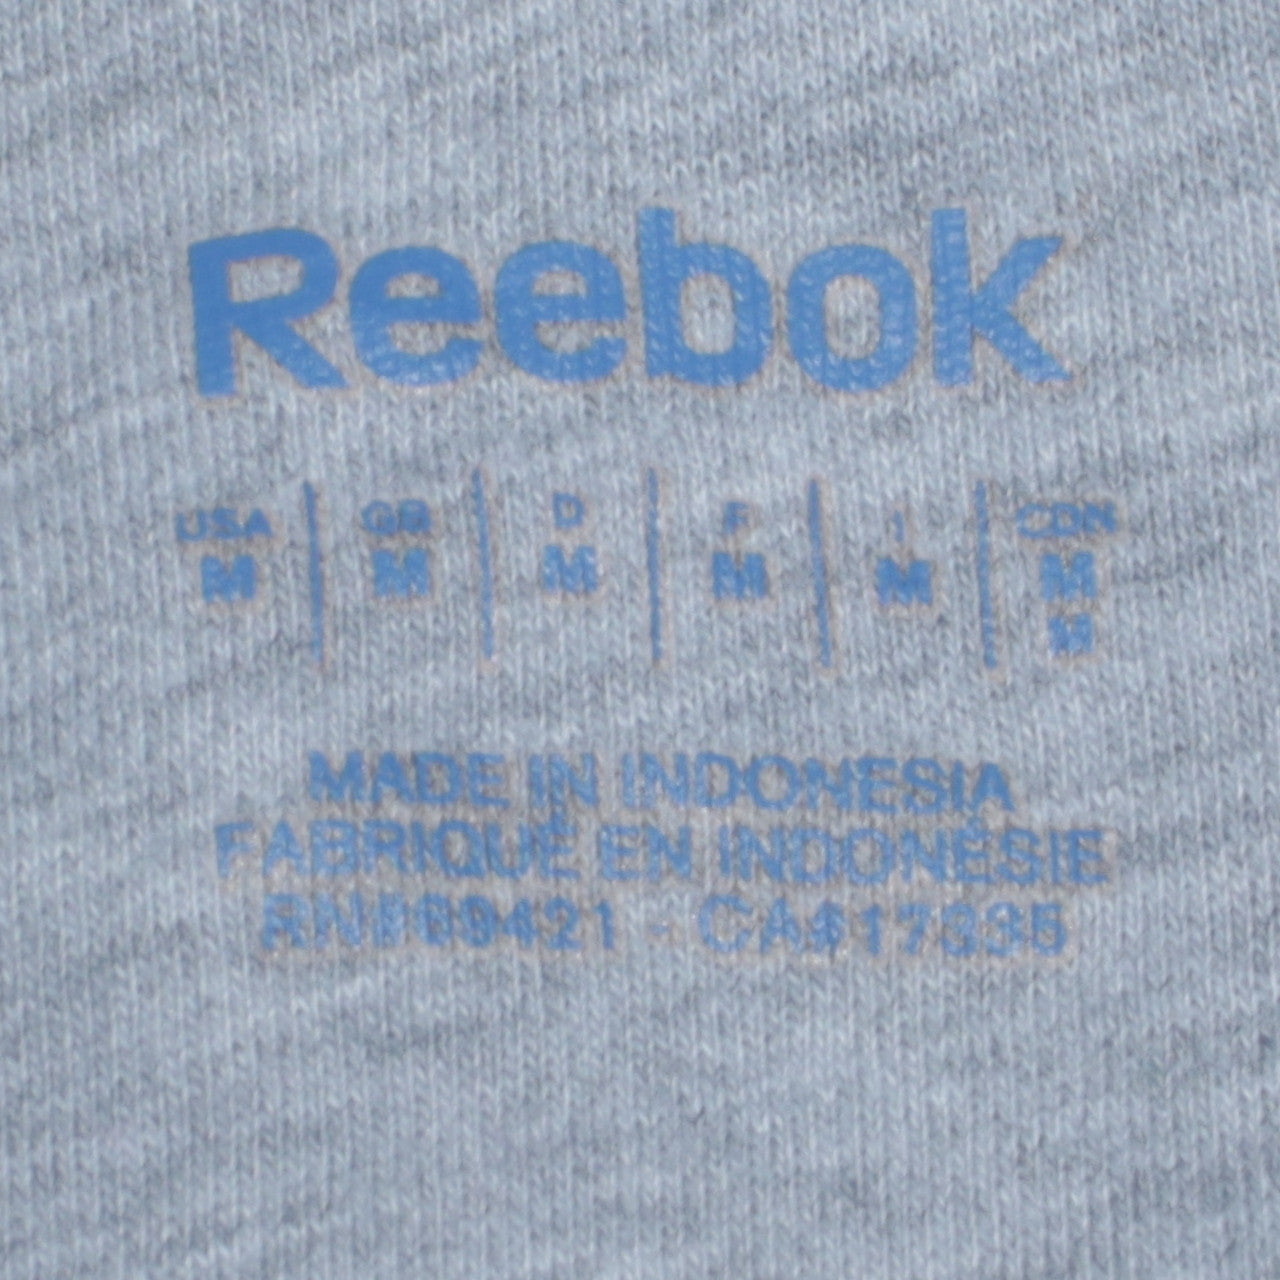 Reebok
USA GB D F I CDN
M M M M M M
M
MADE IN INDONESIA
FABRIQUÉ EN INDONÉSIE
RN#89421 - CA#17335